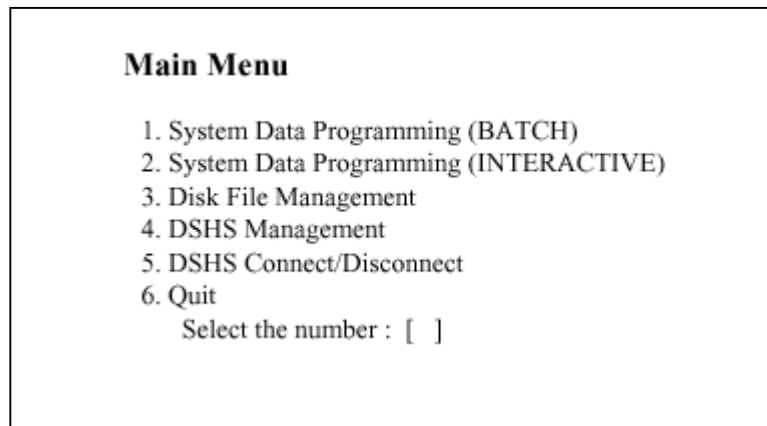 Main Menu
1. System Data Programming (BATCH)
2. System Data Programming (INTERACTIVE)
3. Disk File Management
4. DSHS Management
5. DSHS Connect/Disconnect
6. Quit
Select the number : [ ]